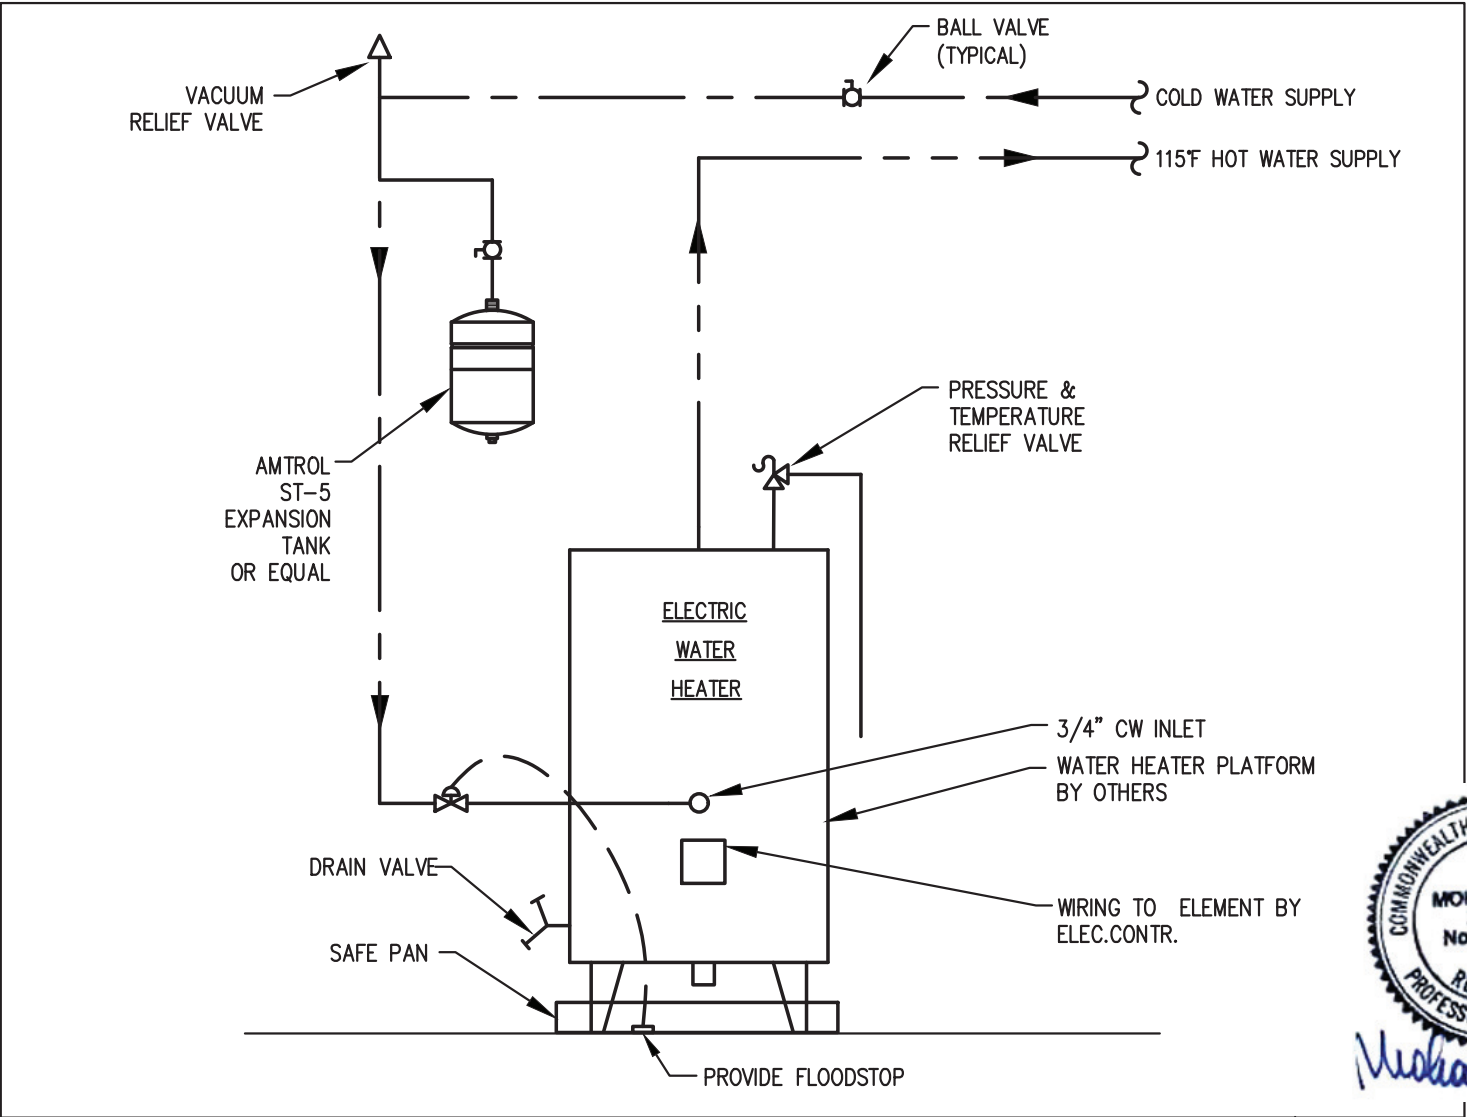 BALL VALVE
(TYPICAL)
VACUUM
RELIEF VALVE
COLD WATER SUPPLY
115°F HOT WATER SUPPLY
PRESSURE &
TEMPERATURE
RELIEF VALVE
AMTROL
ST-5
EXPANSION
TANK
OR EQUAL
ELECTRIC
WATER
HEATER
3/4" CW INLET
WATER HEATER PLATFORM
BY OTHERS
DRAIN VALVE
WIRING TO ELEMENT BY
ELEC.CONTR.
SAFE PAN
PROVIDE FLOODSTOP
COMMONWEALTH